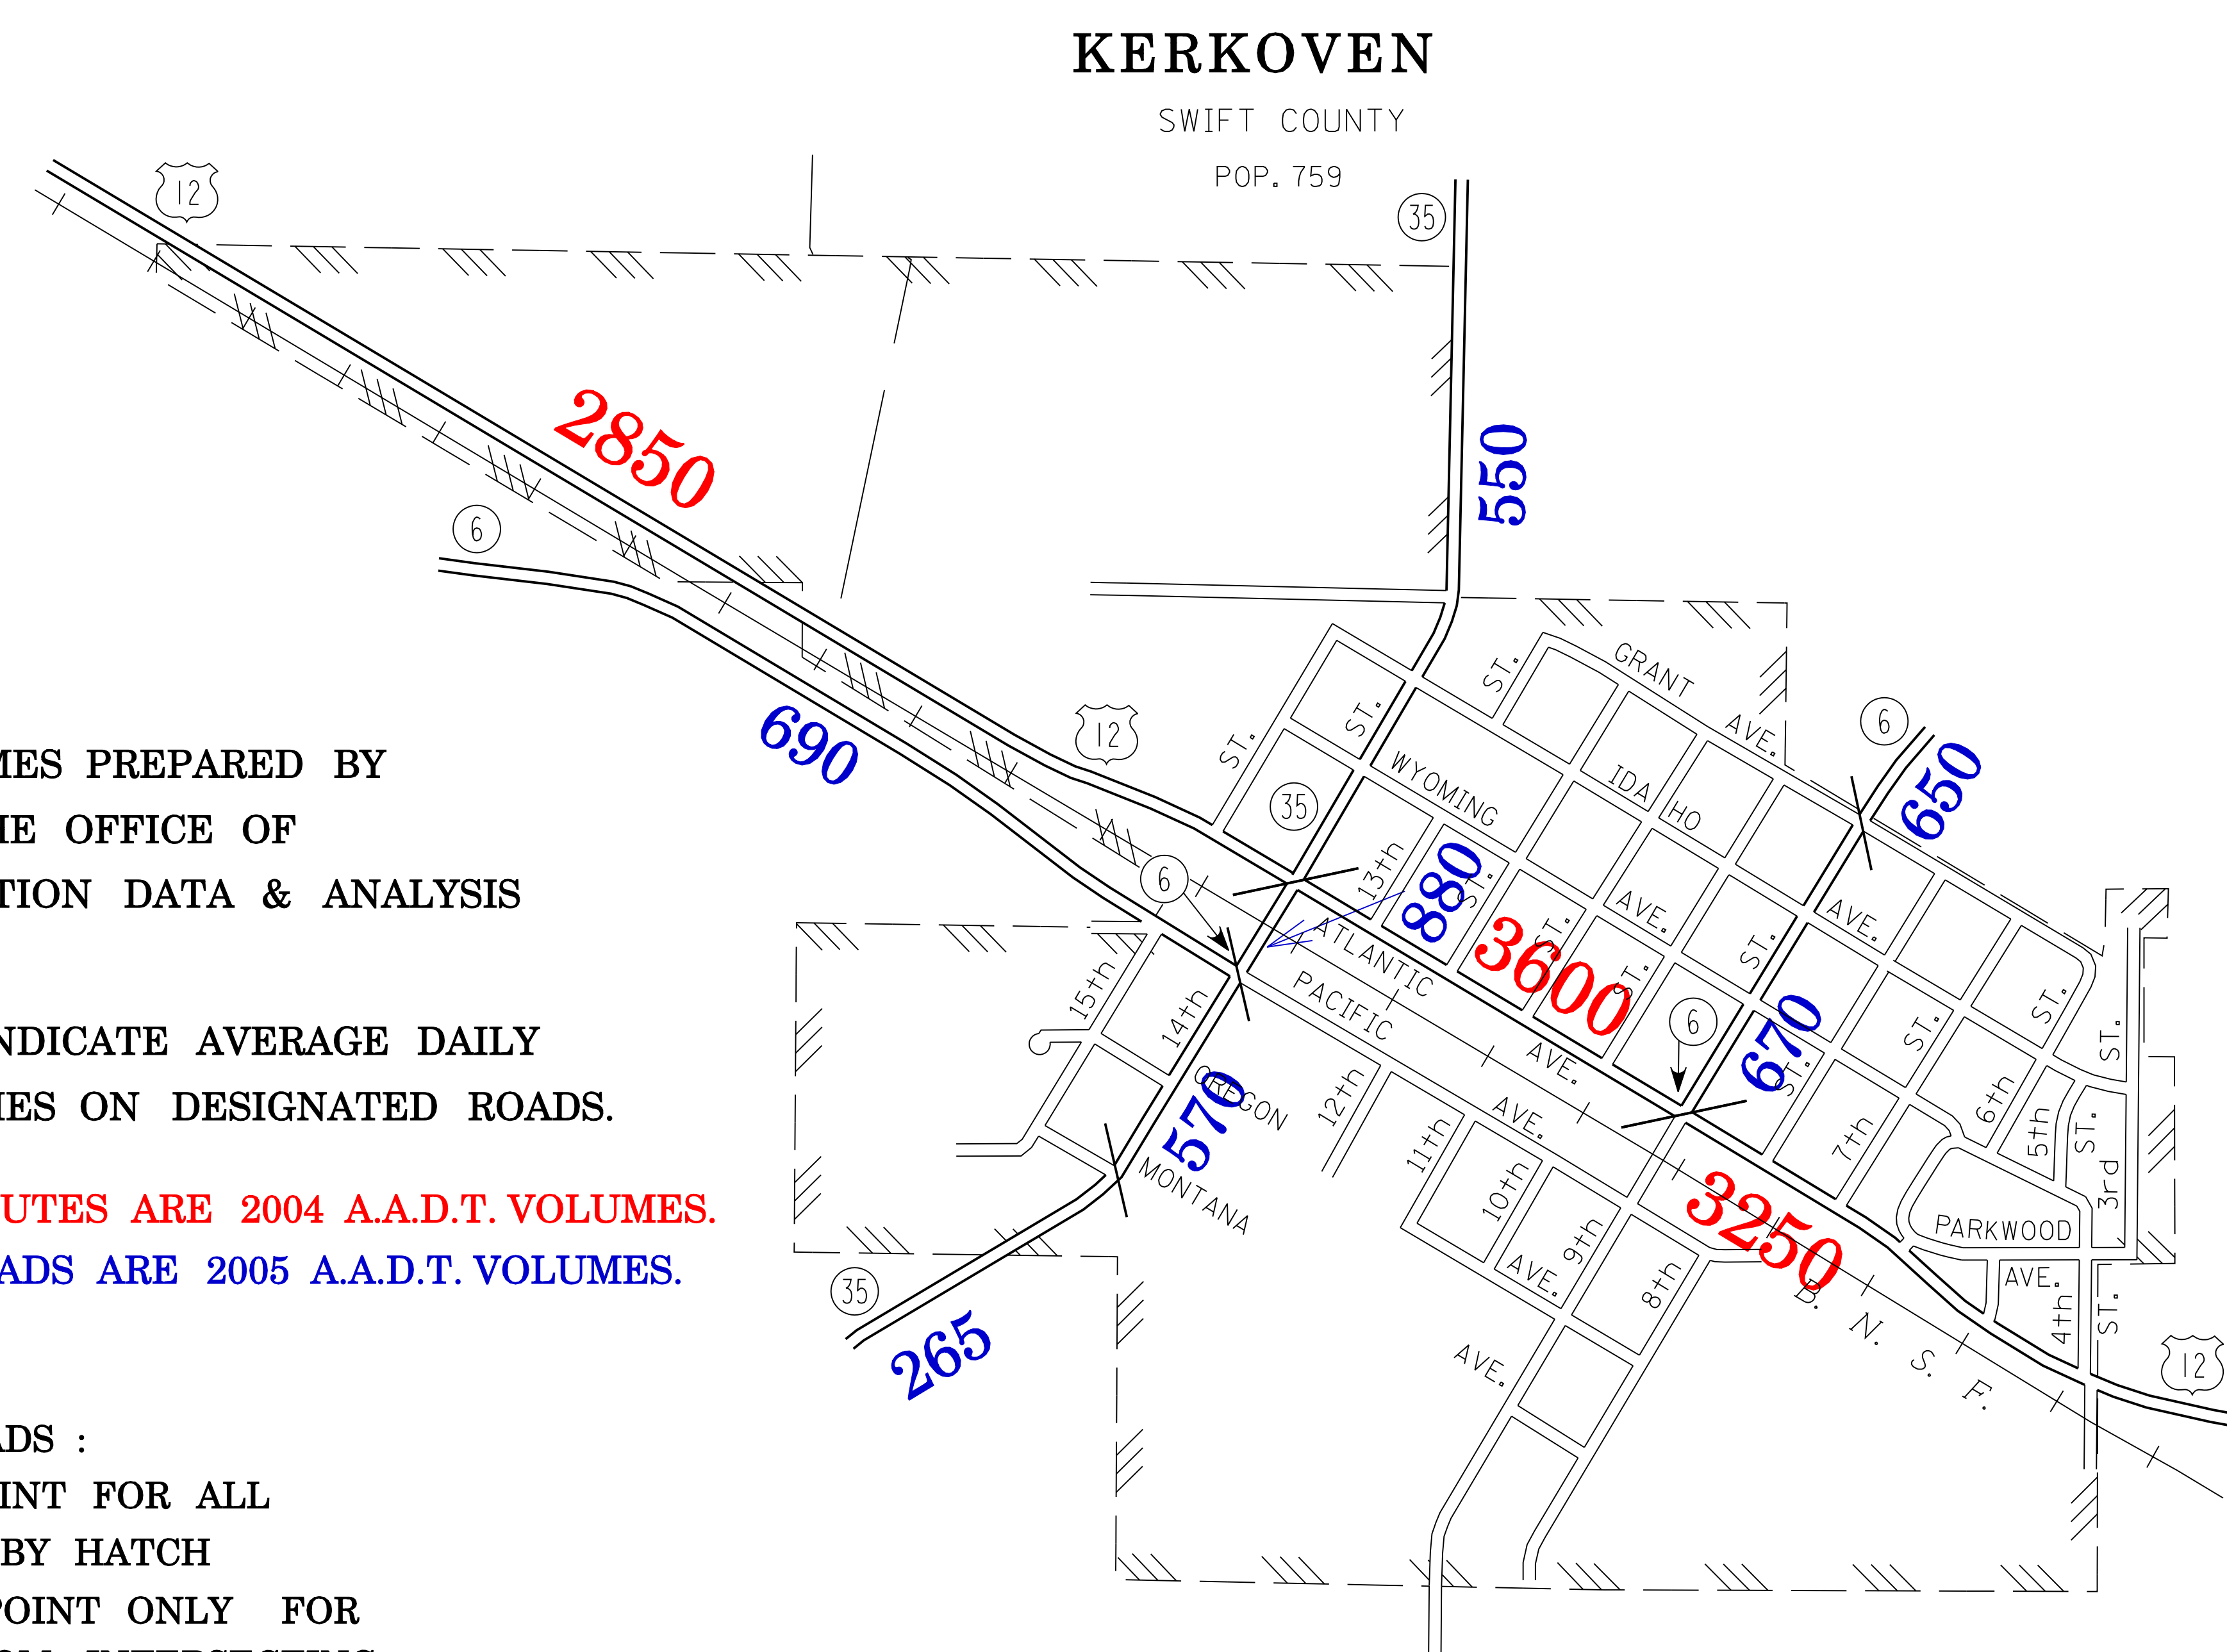 KERKOVEN
SWIFT COUNTY
POP. 759
12
35
2850
550
6
690
12
ST.
GRANT
AVE.
6
650
ST.
ST.
WYOMING
IDA HO
35
13th
880
ST.
AVE.
AVE.
6
ATLANTIC
3600
ST.
ST.
ST.
PACIFIC
AVE.
6
670
ST.
ST.
ST.
ST.
15th
14th
OREGON
570
12th
AVE.
11th
10th
9th
8th
7th
6th
5th
ST.
3rd
MONTANA
AVE.
3250
PARKWOOD
AVE.
4th
ST.
B. N. S. F.
12
AVE.
35
265
MES PREPARED BY
OFFICE OF
TION DATA & ANALYSIS
NDICATE AVERAGE DAILY
ON DESIGNATED ROADS.
UTES ARE 2004 A.A.D.T. VOLUMES.
ADS ARE 2005 A.A.D.T. VOLUMES.
ADS :
INT FOR ALL
BY HATCH
POINT ONLY FOR